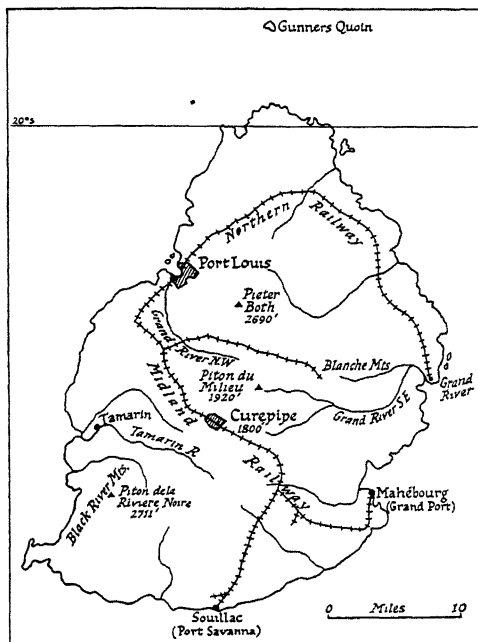 Gunners Quoin
20°S
Northern
Railway
Port Louis
Pieter
Both
2690'
Grand River N.W
Blanche Mts
Piton du
Milieu
1920'
Grand
River
Midland
Grand River S E
Curepipe
1800'
Tamarin
Tamarin R.
Railway
Black River Mts.
Piton de la
Riviere Noire
2711'
Mahébourg
(Grand Port)
Souillac
(Port Savanna)
0 Miles 10